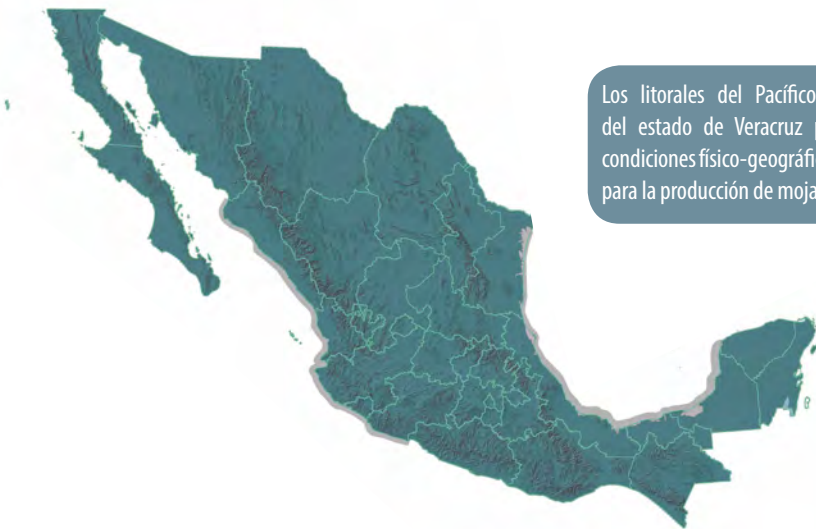 Los litorales del Pacífico
del estado de Veracruz
condiciones
para la producción de